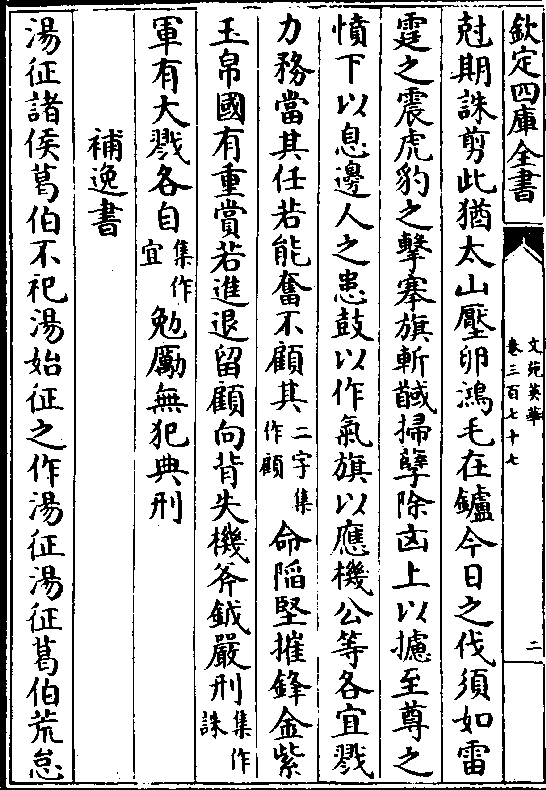 欽定四庫全書
文苑英華
卷三百七十七
二
尅期誅剪此猶太山壓卵鴻毛在鑪今日之伐須如雷
霆之震虎豹之擊搴旗斬馘掃孽除凶上以攄至尊之
憤下以息邊人之患鼓以作氣旗以應機公等各宜戮
力務當其任若能奮不顧其二字集作顧命陷堅摧鋒金紫
玉帛國有重賞若進退留顧向背失機斧鉞嚴刑集作誅
軍有大戮各自集作宜勉勵無犯典刑
補逸書
湯征諸侯葛伯不祀湯始征之作湯征湯征葛伯荒怠